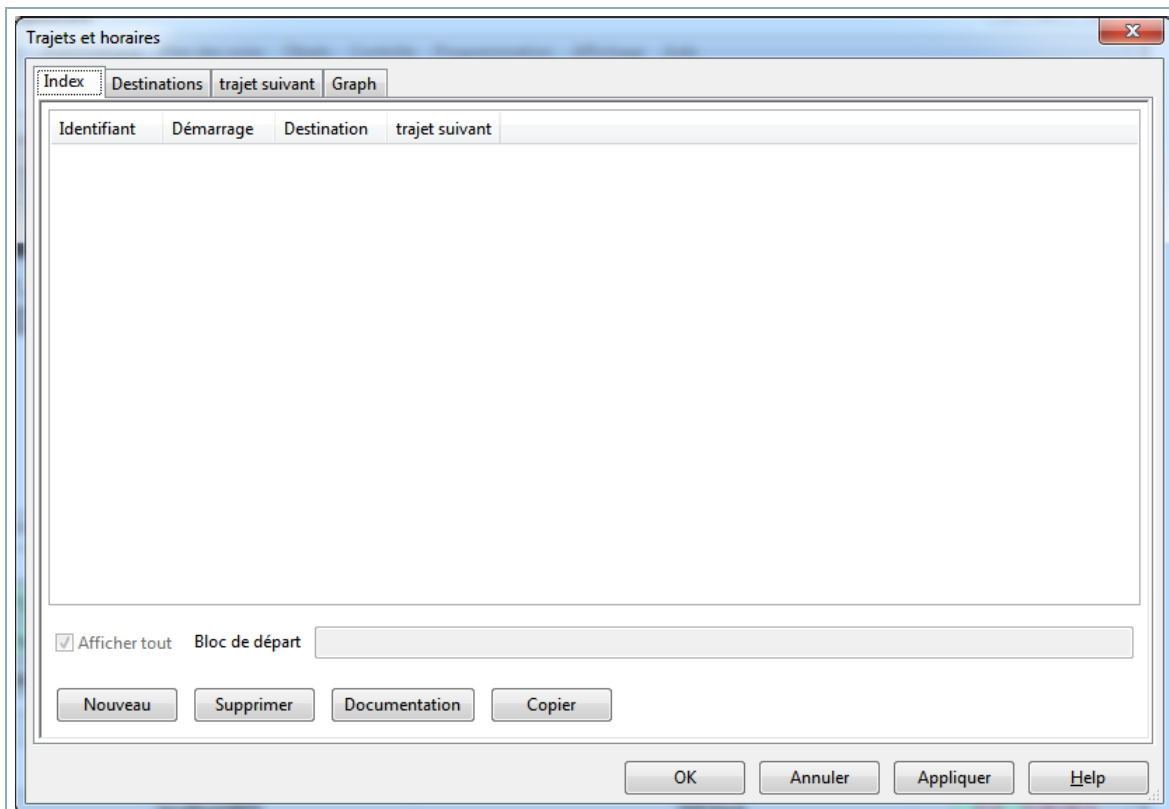 Trajets et horaires
Index Destinations trajet suivant Graph
Identifiant Démarrage Destination trajet suivant
Afficher tout Bloc de départ
Nouveau Supprimer Documentation Copier
OK Annuler Appliquer Help